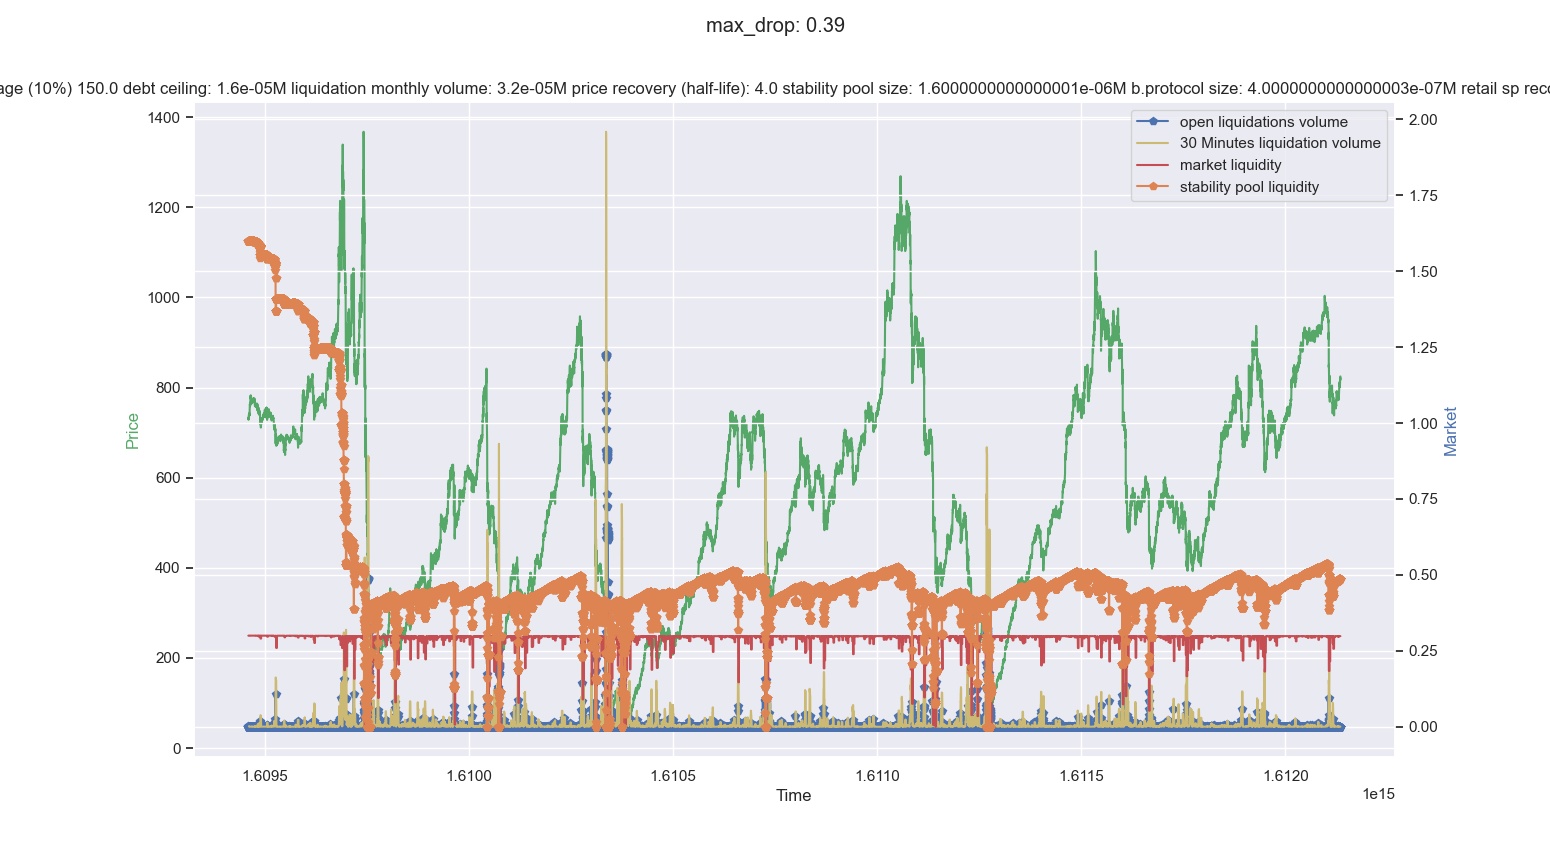 max_drop: 0.39
age (10%) 150.0 debt ceiling: 1.6e-05M liquidation monthly volume: 3.2e-05M price recovery (half-life): 4.0 stability pool size: 1.6000000000000001e-06M b.protocol size: 4.0000000000000003e-07M retail sp reco
open liquidations volume
30 Minutes liquidation volume
market liquidity
stability pool liquidity
1400
1200
1000
800
600
400
200
0
Price
2.00
1.75
1.50
1.25
1.00
0.75
0.50
0.25
0.00
Market
1.6095 1.6100 1.6105 1.6110 1.6115 1.6120
Time
1e15